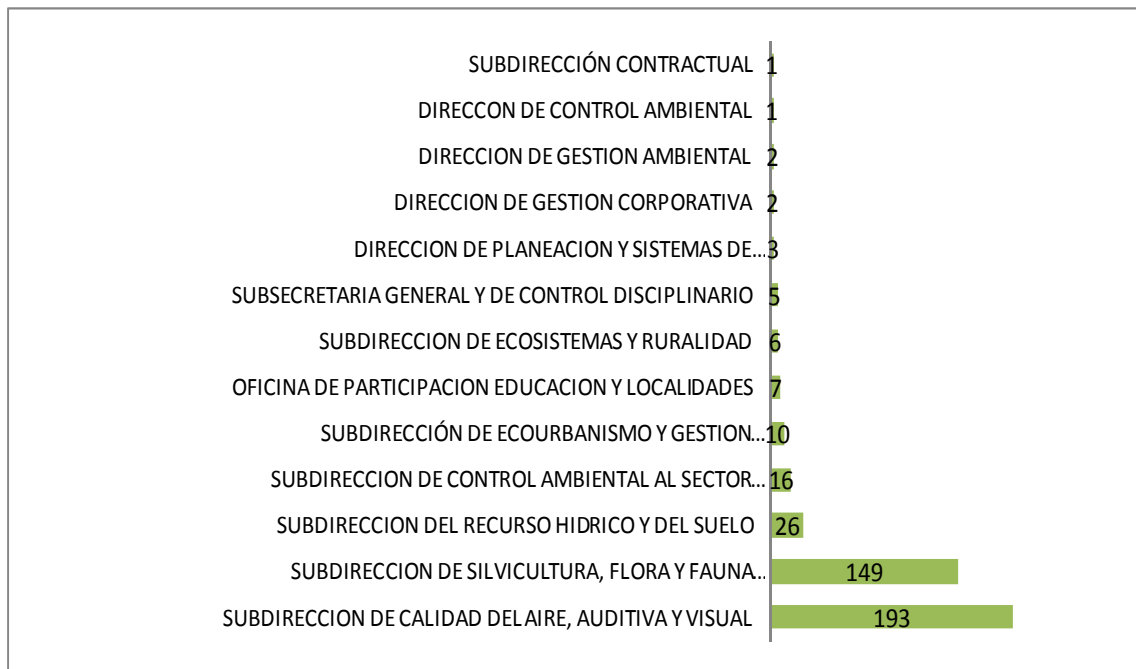 SUBDIRECCIÓN CONTRACTUAL 1
DIRECCON DE CONTROL AMBIENTAL 1
DIRECCION DE GESTION AMBIENTAL 2
DIRECCION DE GESTION CORPORATIVA 2
DIRECCION DE PLANEACION Y SISTEMAS DE... 3
SUBSECRETARIA GENERAL Y DE CONTROL DISCIPLINARIO 5
SUBDIRECCION DE ECOSISTEMAS Y RURALIDAD 6
OFICINA DE PARTICIPACION EDUCACION Y LOCALIDADES 7
SUBDIRECCIÓN DE ECOURBANISMO Y GESTION... 10
SUBDIRECCION DE CONTROL AMBIENTAL AL SECTOR... 16
SUBDIRECCION DEL RECURSO HIDRICO Y DEL SUELO 26
SUBDIRECCION DE SILVICULTURA, FLORA Y FAUNA... 149
SUBDIRECCION DE CALIDAD DEL AIRE, AUDITIVA Y VISUAL 193